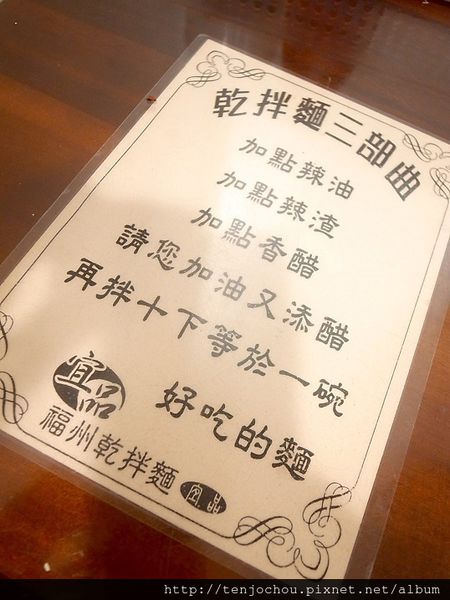 乾拌麵三部曲
加點辣油
加點辣渣
加點香醋
請您加油又添醋
再拌十下等於一碗
好吃的麵
宜品
福州乾拌麵 宜品
http://tenjochou.pixnet.net/album